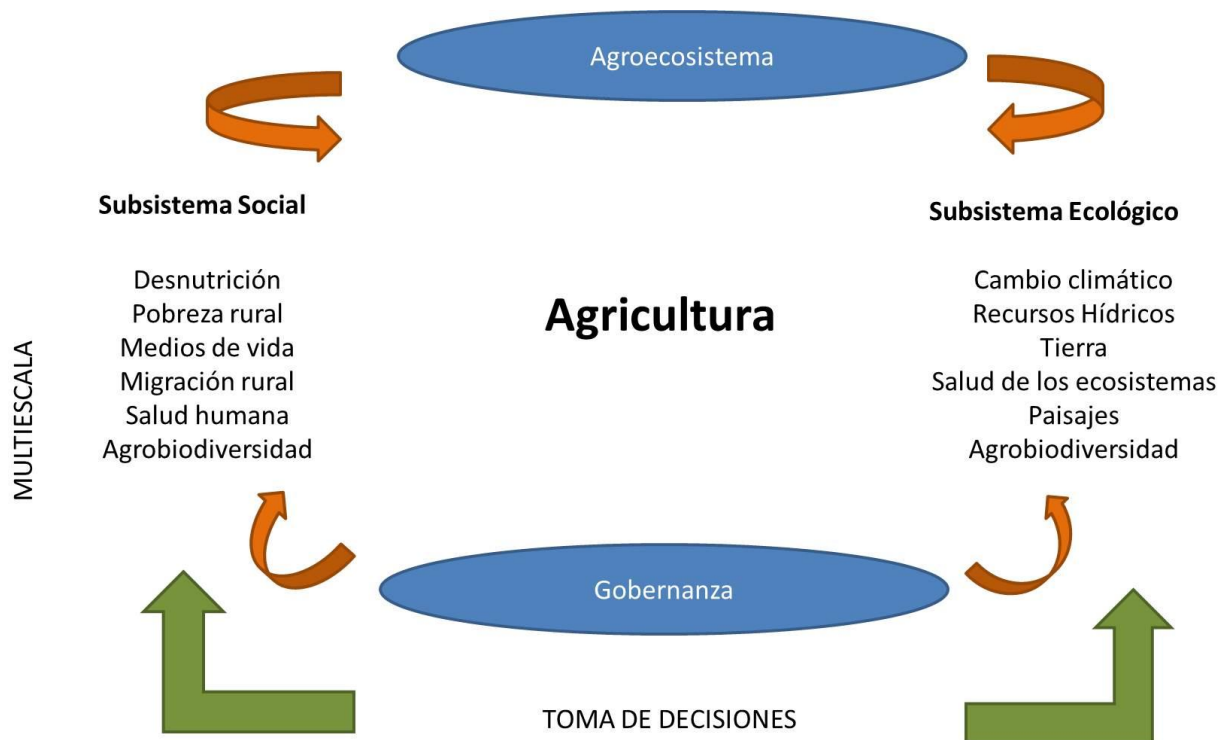 Agroecosistema
Subsistema Social
Desnutrición
Pobreza rural
Medios de vida
Migración rural
Salud humana
Agrobiodiversidad
Agricultura
Subsistema Ecológico
Cambio climático
Recursos Hídricos
Tierra
Salud de los ecosistemas
Paisajes
Agrobiodiversidad
MULTIESCALA
Gobernanza
TOMA DE DECISIONES